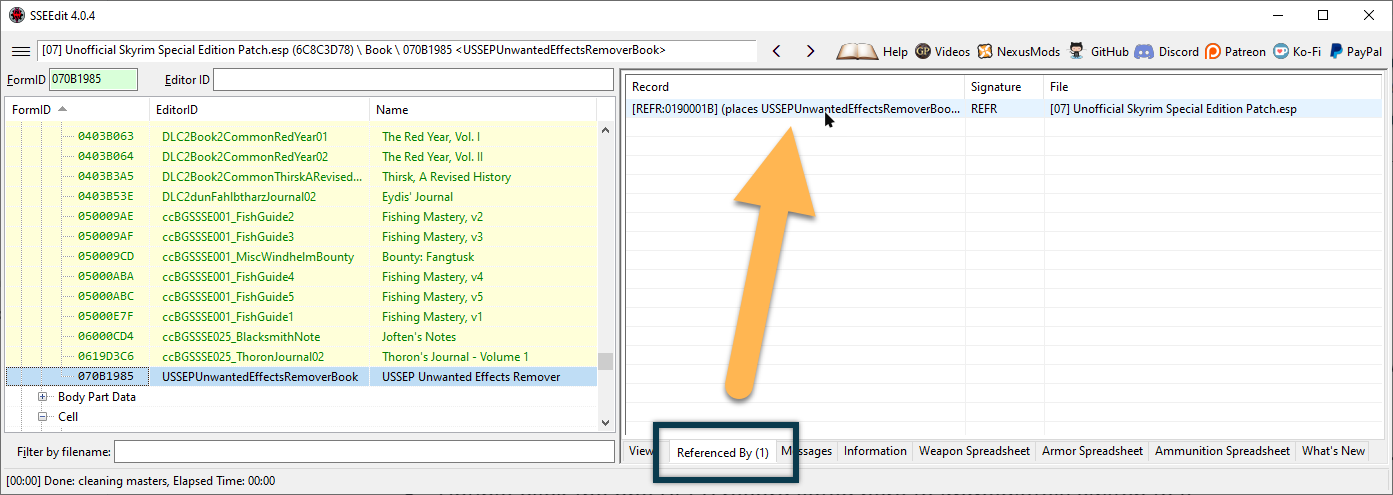 SSEEdit 4.0.4
[07] Unofficial Skyrim Special Edition Patch.esp (6C8C3D78) \ Book \ 070B1985 <USSEPUnwantedEffectsRemoverBook>
Help Videos NexusMods GitHub Discord Patreon Ko-Fi PayPal
FormID 070B1985 Editor ID
FormID EditorID Name
0403B063 DLC2Book2CommonRedYear01 The Red Year, Vol. I
0403B064 DLC2Book2CommonRedYear02 The Red Year, Vol. II
0403B3A5 DLC2Book2CommonThirskARevised... Thirsk, A Revised History
0403B53E DLC2dunFahlbtharzJournal02 Eydis' Journal
050009AE ccBGSSSE001_FishGuide2 Fishing Mastery, v2
050009AF ccBGSSSE001_FishGuide3 Fishing Mastery, v3
050009CD ccBGSSSE001_MiscWindhelmBounty Bounty: Fangtusk
05000ABA ccBGSSSE001_FishGuide4 Fishing Mastery, v4
05000ABC ccBGSSSE001_FishGuide5 Fishing Mastery, v5
05000E7F ccBGSSSE001_FishGuide1 Fishing Mastery, v1
06000CD4 ccBGSSSE025_BlacksmithNote Joften's Notes
0619D3C6 ccBGSSSE025_ThoronJournal02 Thoron's Journal - Volume 1
070B1985 USSEPUnwantedEffectsRemoverBook USSEP Unwanted Effects Remover
Body Part Data
Cell
Filter by filename:
Record Signature File
[REFR:0190001B] (places USSEPUnwantedEffectsRemoverBoo... REFR [07] Unofficial Skyrim Special Edition Patch.esp
View Referenced By (1) Messages Information Weapon Spreadsheet Armor Spreadsheet Ammunition Spreadsheet What's New
[00:00] Done: cleaning masters, Elapsed Time: 00:00